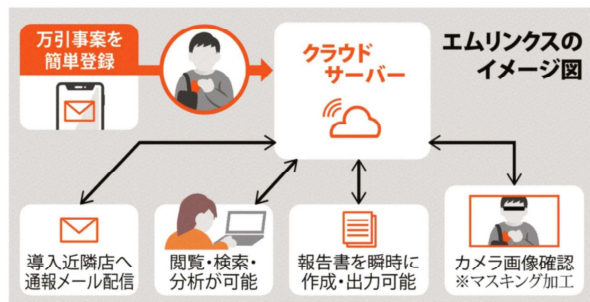 万引事案を
簡単登録
クラウド
サーバー
エムリンクスの
イメージ図
導入近隣店へ
通報メール配信
閲覧・検索・
分析が可能
報告書を瞬時に
作成・出力可能
カメラ画像確認
※マスキング加工